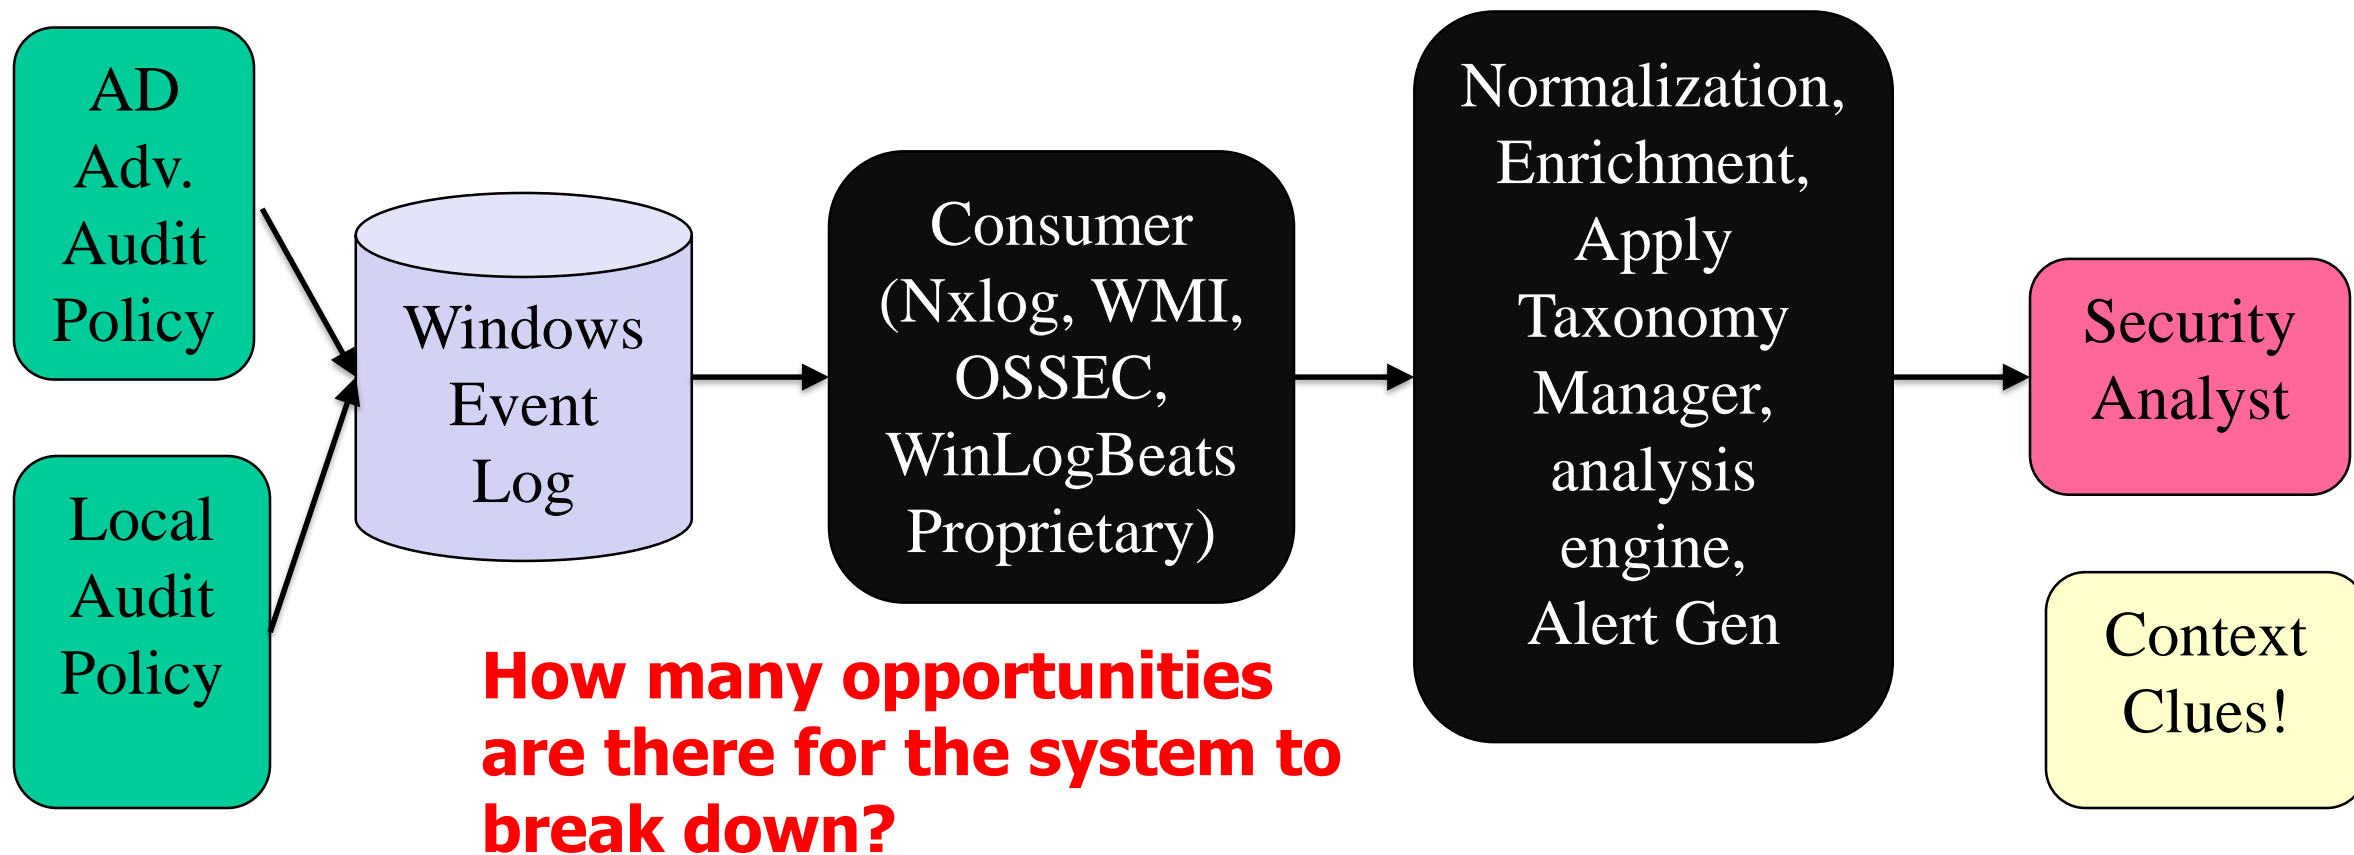 AD
Adv.
Audit
Policy
Local
Audit
Policy
Windows
Event
Log
Consumer
(Nxlog, WMI,
OSSEC,
WinLogBeats
Proprietary)
Normalization,
Enrichment,
Apply
Taxonomy
Manager,
analysis
engine,
Alert Gen
Security
Analyst
Context
Clues!
How many opportunities
are there for the system to
break down?